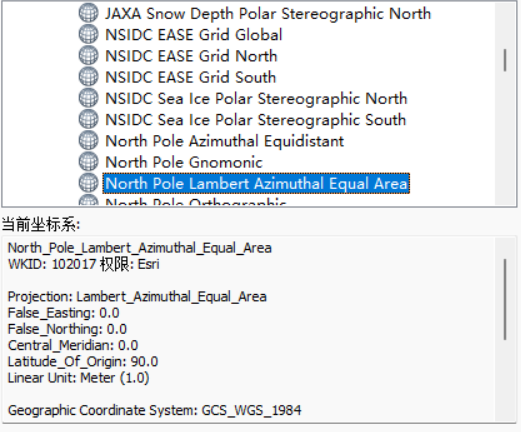 JAXA Snow Depth Polar Stereographic North
NSIDC EASE Grid Global
NSIDC EASE Grid North
NSIDC EASE Grid South
NSIDC Sea Ice Polar Stereographic North
NSIDC Sea Ice Polar Stereographic South
North Pole Azimuthal Equidistant
North Pole Gnomonic
North Pole Lambert Azimuthal Equal Area
North Pole Orthographic
当前坐标系:
North_Pole_Lambert_Azimuthal_Equal_Area
WKID: 102017 权限: Esri
Projection: Lambert_Azimuthal_Equal_Area
False_Easting: 0.0
False_Northing: 0.0
Central_Meridian: 0.0
Latitude_Of_Origin: 90.0
Linear Unit: Meter (1.0)
Geographic Coordinate System: GCS_WGS_1984